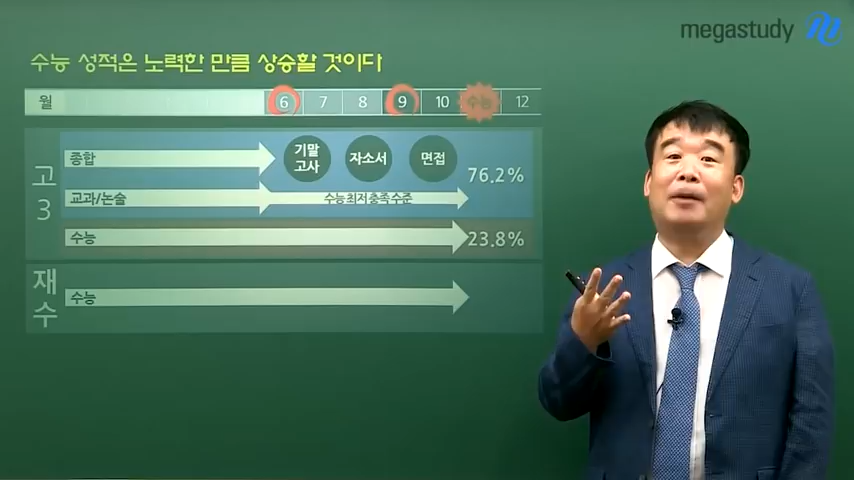 megastudy
수능 성적은 노력한 만큼 상승할 것이다
월 6 7 8 9 10 수능 12
고3
종합 기말고사 자소서 면접
76.2%
교과/논술 수능최저충족수준
수능 23.8%
재수
수능